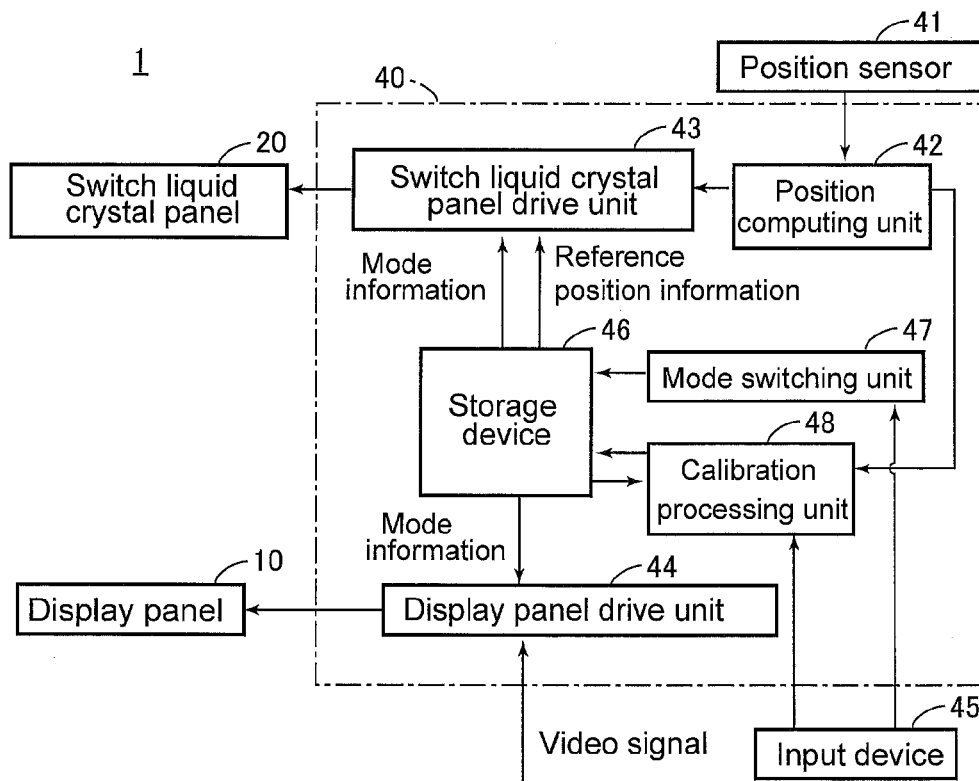 1
41
Position sensor
40
20
Switch liquid
crystal panel
43
Switch liquid crystal
panel drive unit
42
Position
computing unit
Mode
information
Reference
position information
46
Storage
device
47
Mode switching unit
48
Calibration
processing unit
Mode
information
10
Display panel
44
Display panel drive unit
Video signal
45
Input device